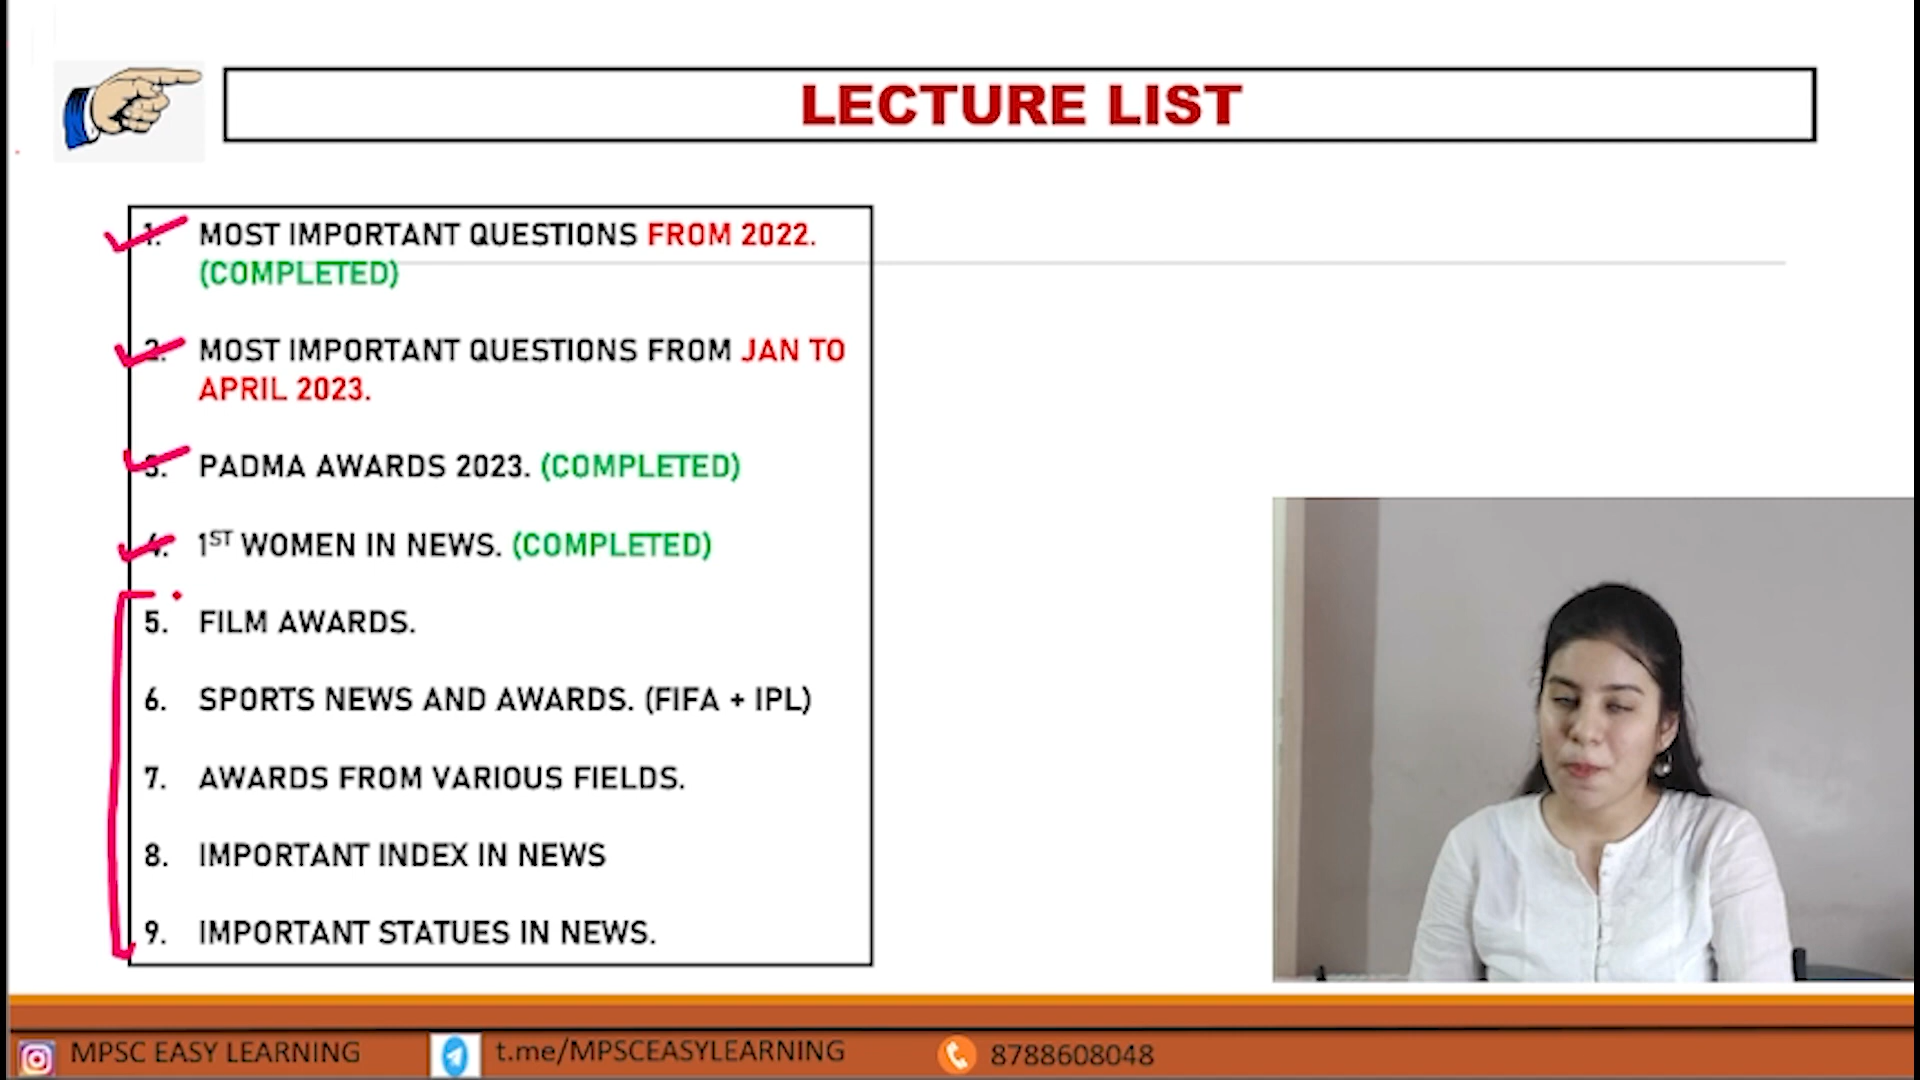 LECTURE LIST
1. MOST IMPORTANT QUESTIONS FROM 2022.
(COMPLETED)
2. MOST IMPORTANT QUESTIONS FROM JAN TO
APRIL 2023.
3. PADMA AWARDS 2023. (COMPLETED)
4. 1ST WOMEN IN NEWS. (COMPLETED)
5. FILM AWARDS.
6. SPORTS NEWS AND AWARDS. (FIFA + IPL)
7. AWARDS FROM VARIOUS FIELDS.
8. IMPORTANT INDEX IN NEWS
9. IMPORTANT STATUES IN NEWS.
MPSC EASY LEARNING t.me/MPSCEASYLEARNING 8788608048